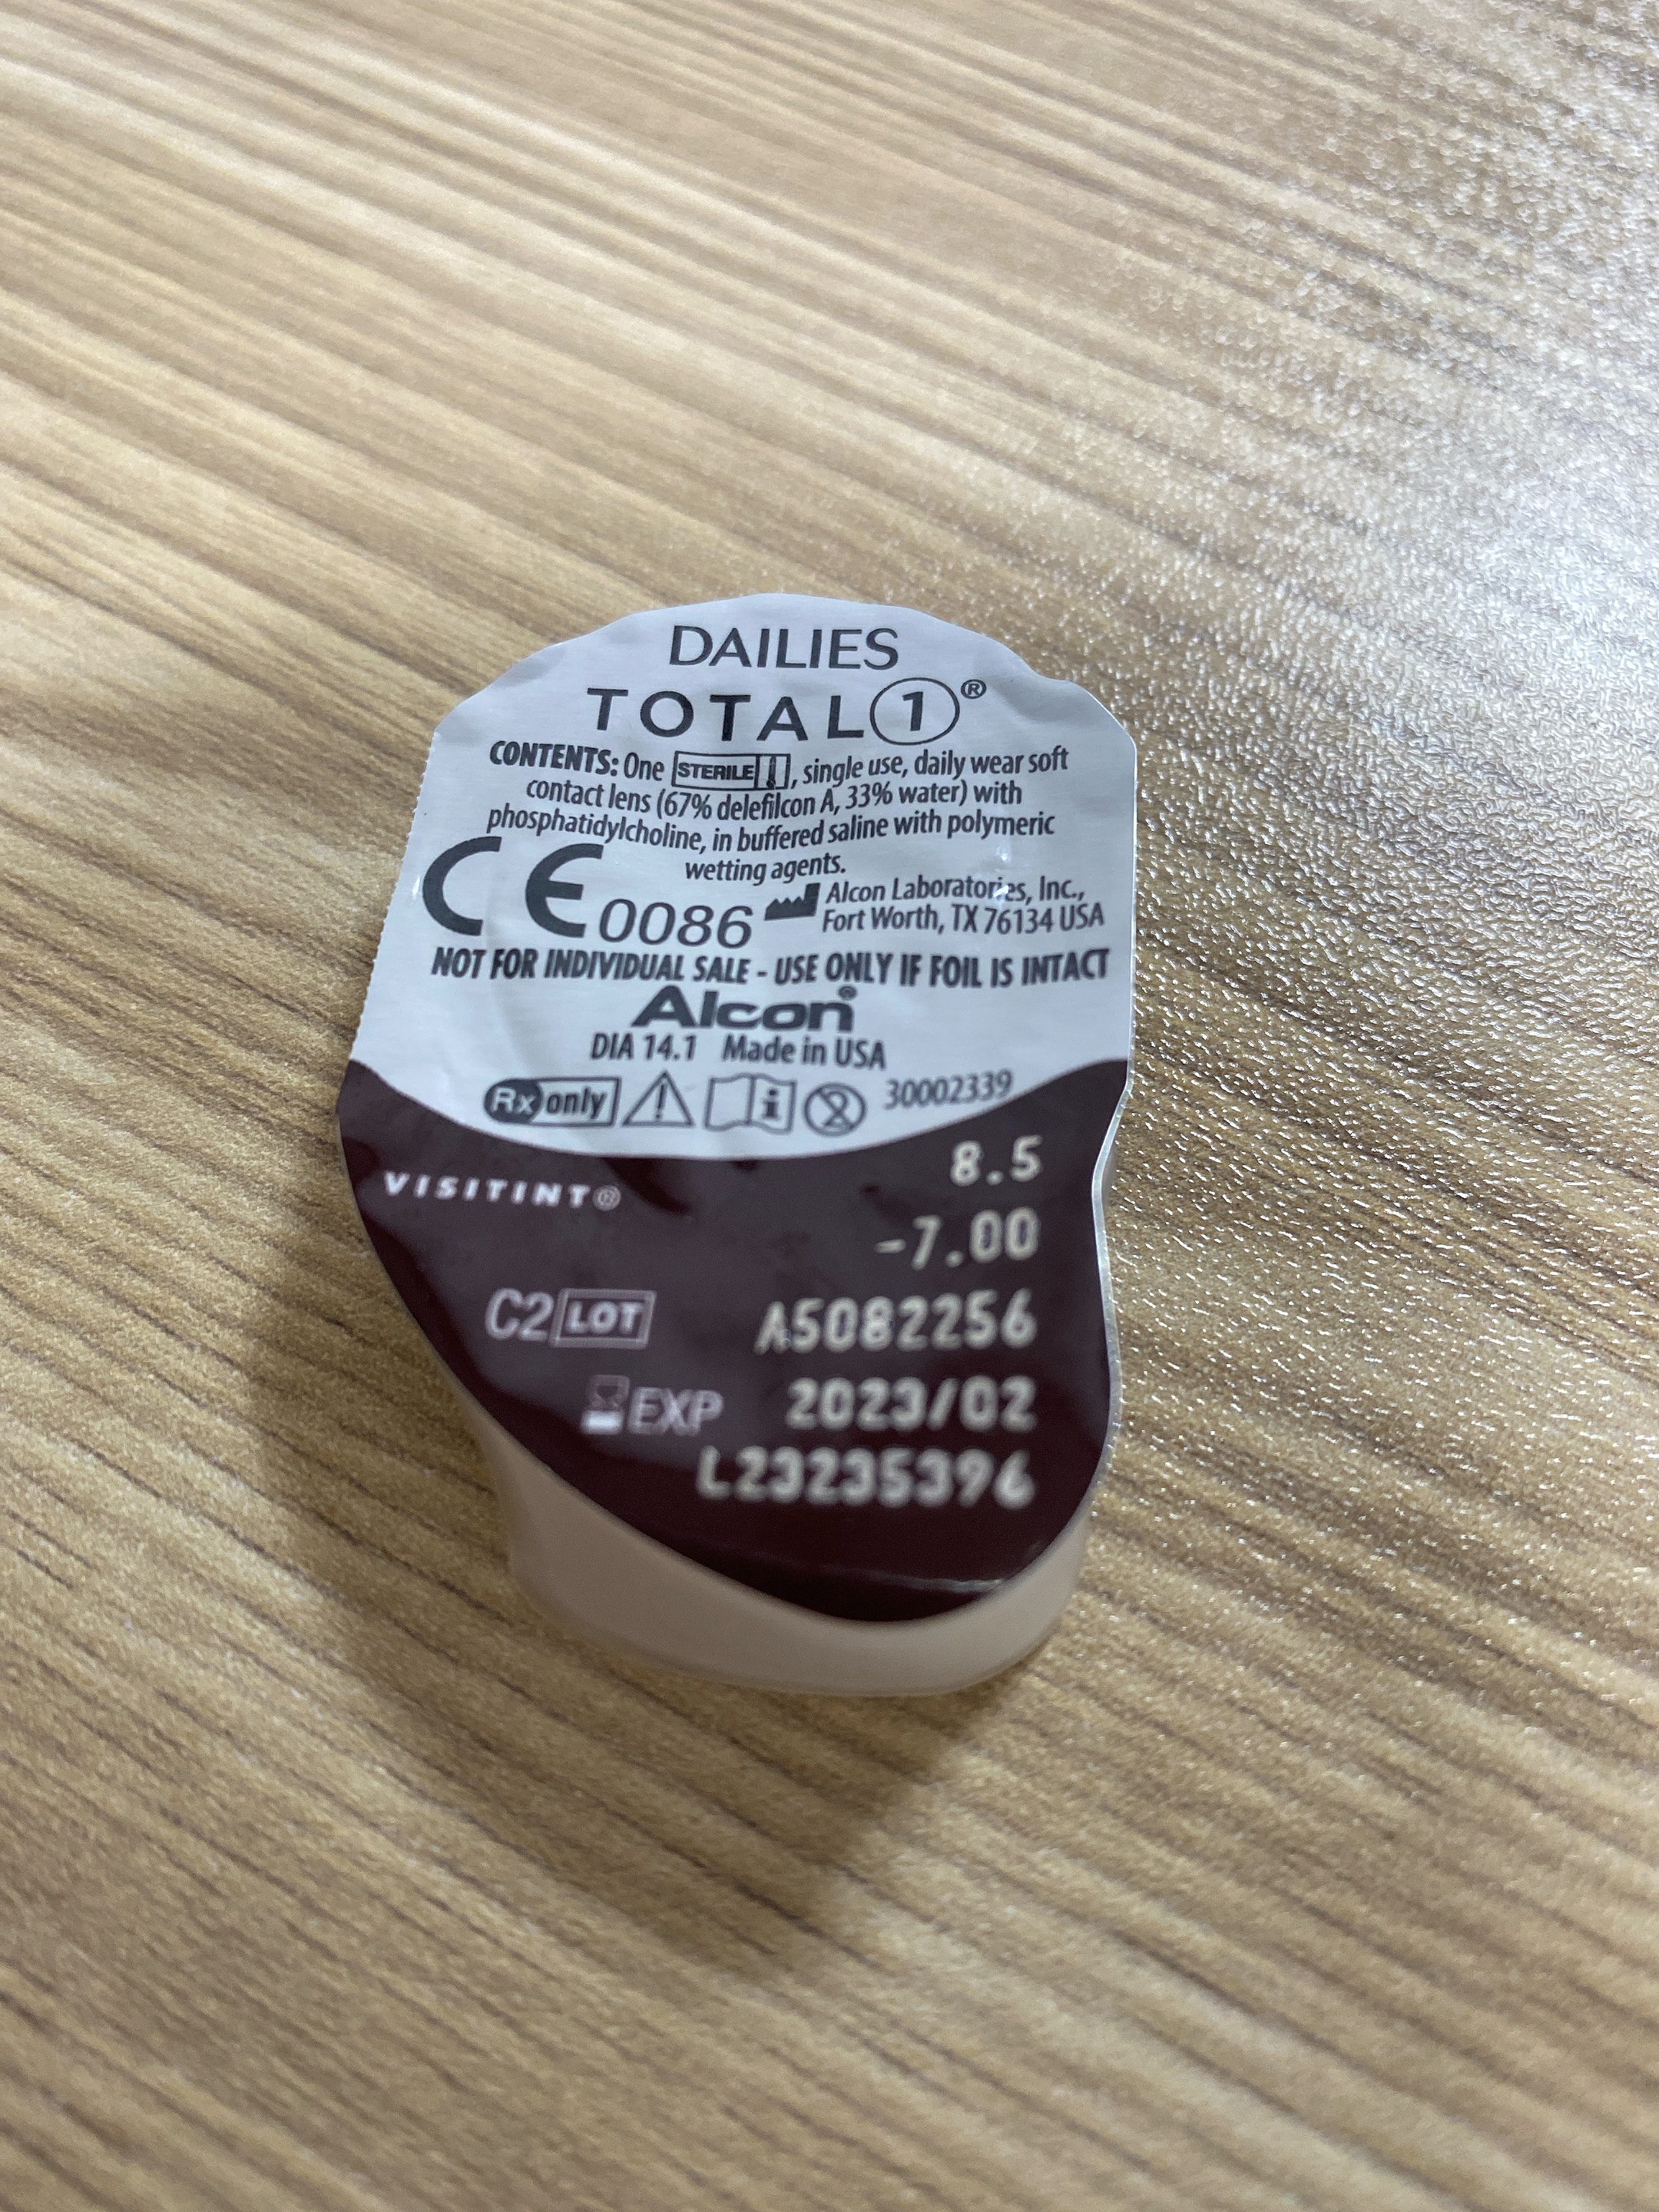 DAILIES
TOTAL 1®
CONTENTS: One STERILE, single use, daily wear soft
contact lens (67% delefilcon A, 33% water) with
phosphatidylcholine, in buffered saline with polymeric
wetting agents.
CE 0086 Alcon Laboratories, Inc.,
Fort Worth, TX 76134 USA
NOT FOR INDIVIDUAL SALE - USE ONLY IF FOIL IS INTACT
Alcon®
DIA 14.1 Made in USA
Rx only i 2 30002339
8.5
VISITINT®
-7.00
C2 LOT A5082256
EXP 2023/02
L23235396